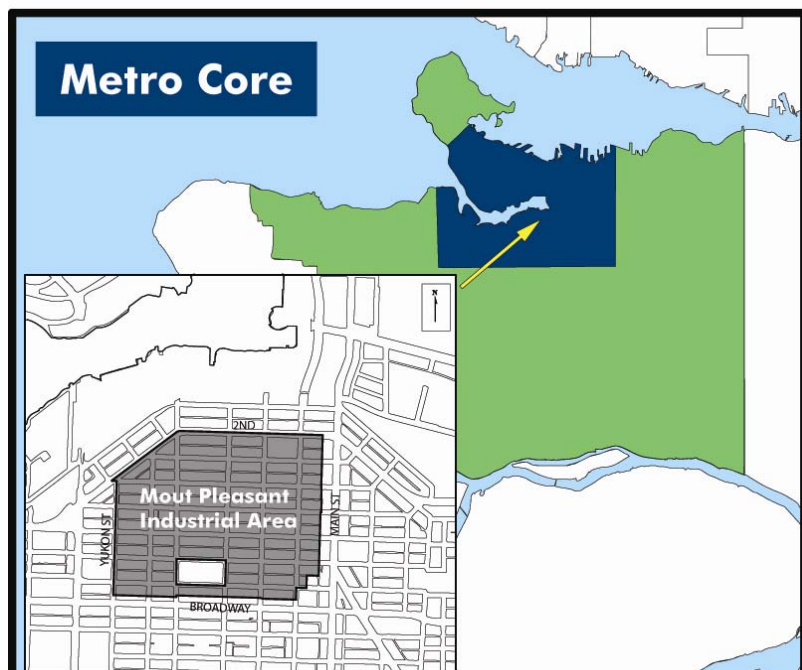 Metro Core
N
2ND
Mout Pleasant
Industrial Area
YUKON ST
MAIN ST
BROADWAY